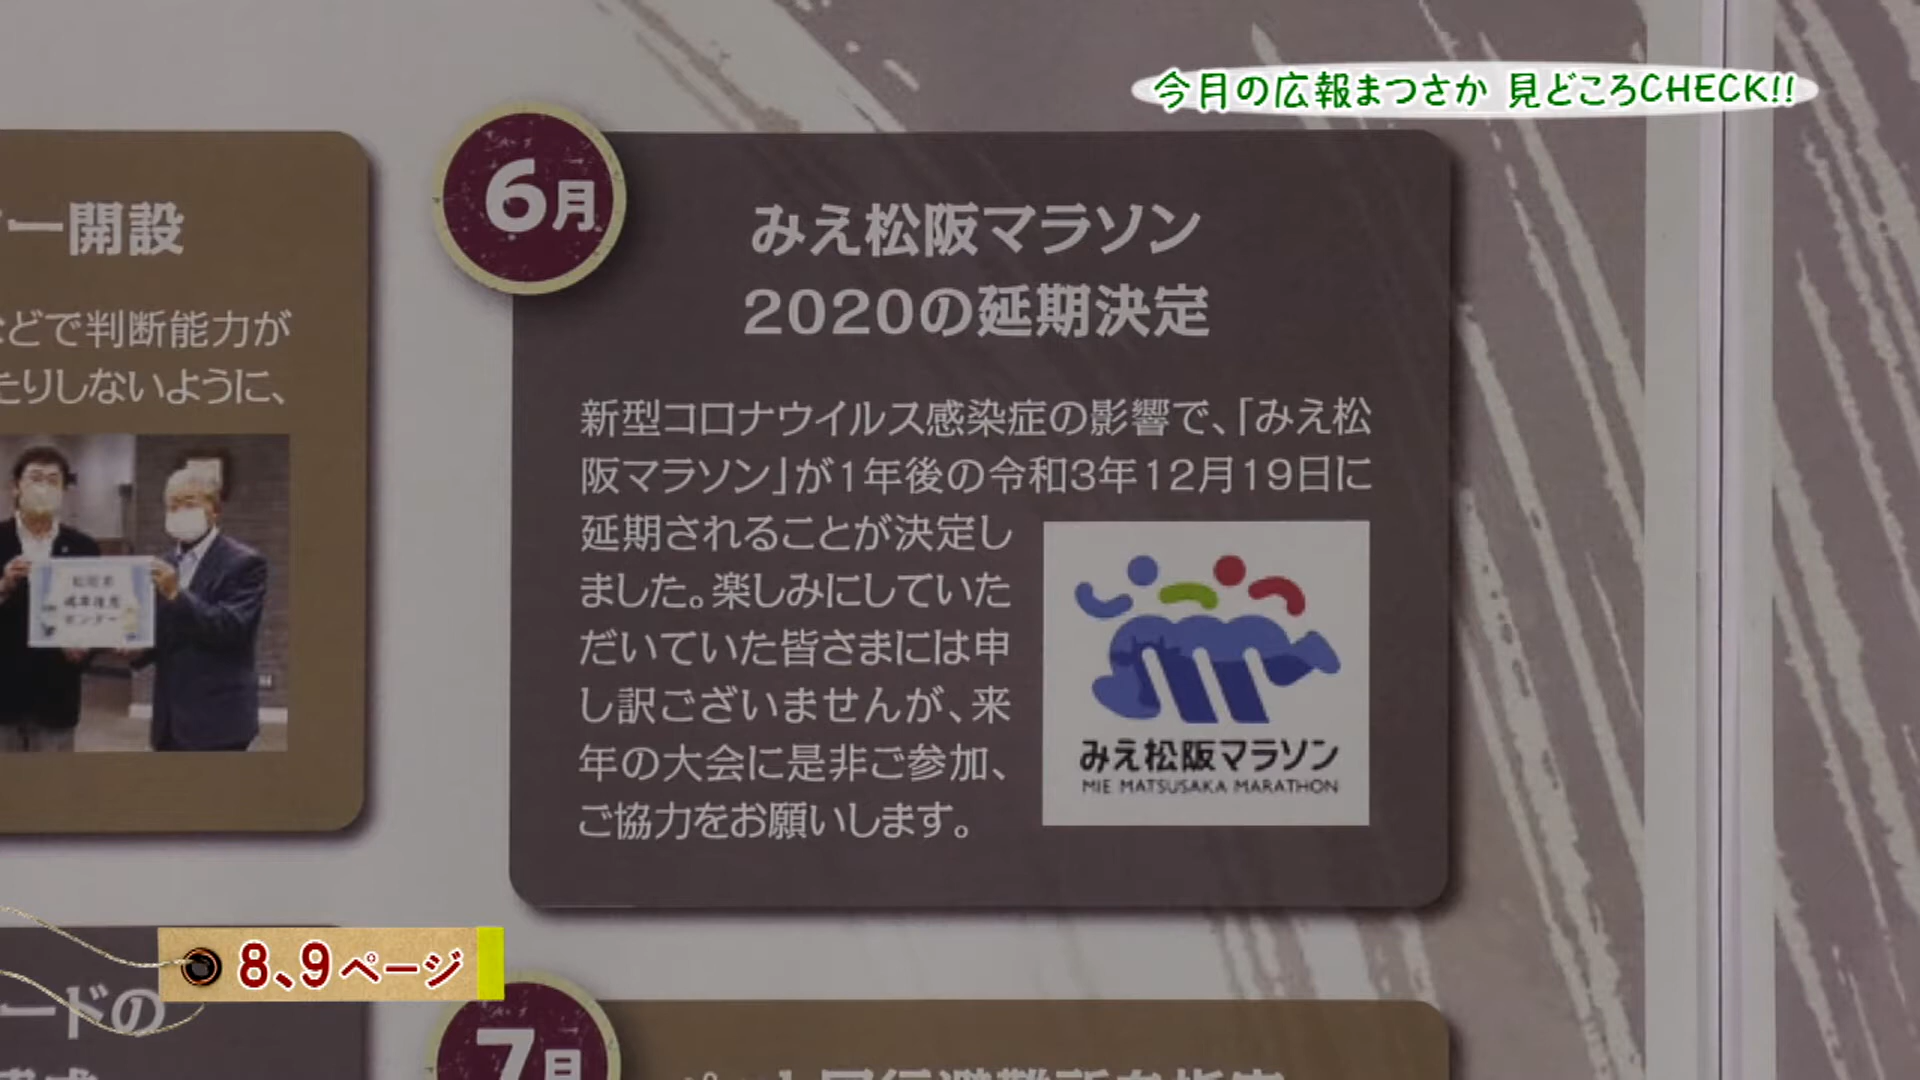 今月の広報まつさか 見どころCHECK!!
ー開設
どで判断能力が
たりしないように、
6月
みえ松阪マラソン
2020の延期決定
新型コロナウイルス感染症の影響で、「みえ松
阪マラソン」が1年後の令和3年12月19日に
延期されることが決定し
ました。楽しみにしていた
だいていた皆さまには申
し訳ございませんが、来
年の大会に是非ご参加、
ご協力をお願いします。
みえ松阪マラソン
MIE MATSUSAKA MARATHON
8、9ページ
ードの
7月